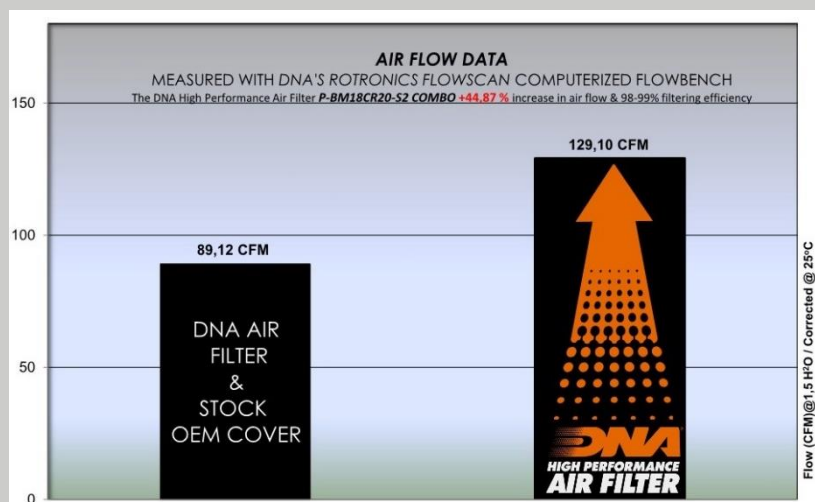 AIR FLOW DATA
MEASURED WITH DNA'S ROTRONICS FLOWSCAN COMPUTERIZED FLOWBENCH
The DNA High Performance Air Filter P-BM18CR20-S2 COMBO +44,87 % increase in air flow & 98-99% filtering efficiency
150
100
50
0
89,12 CFM
DNA AIR
FILTER
&
STOCK
OEM COVER
129,10 CFM
DNA
HIGH PERFORMANCE
AIR FILTER
Flow (CFM)@1,5 H²O / Corrected @ 25°C